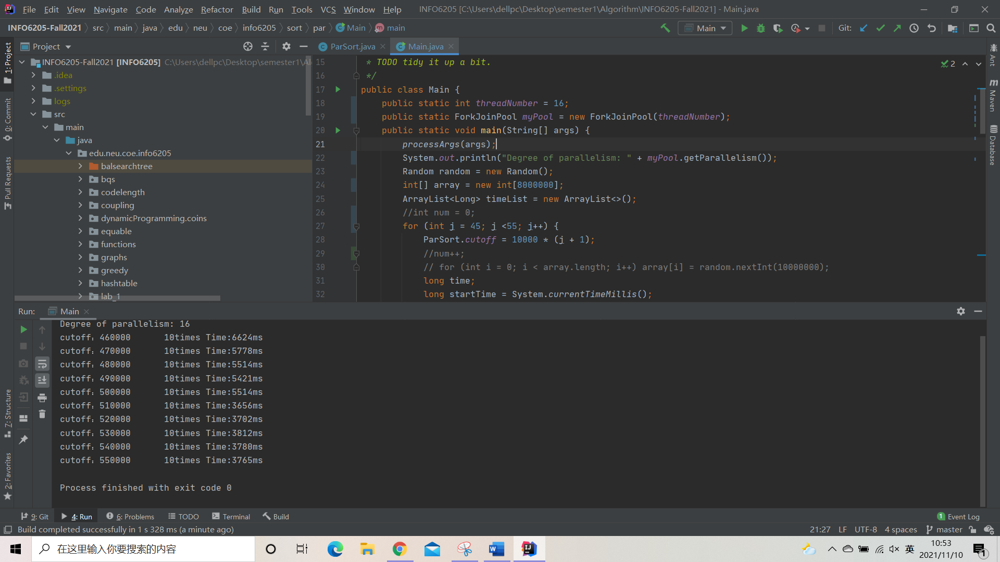 File Edit View Navigate Code Analyze Refactor Build Run Tools VCS Window Help INFO6205 [C:\Users\dellpc\Desktop\semester1\Algorithm\INFO6205-Fall2021] - Main.java
INFO6205-Fall2021 src main java edu neu coe info6205 sort par Main main
Main Git:
Project
ParSort.java Main.java
INFO6205-Fall2021 [INFO6205] C:\Users\dellpc\Desktop\semester1\Al
.idea
.settings
logs
src
main
java
edu.neu.coe.info6205
balsearchtree
bqs
codelength
coupling
dynamicProgramming.coins
equable
functions
graphs
greedy
hashtable
lab_1
2
15 * TODO tidy it up a bit.
16 */
17 public class Main {
18 public static int threadNumber = 16;
19 public static ForkJoinPool myPool = new ForkJoinPool(threadNumber);
20 public static void main(String[] args) {
21 processArgs(args);
22 System.out.println("Degree of parallelism: " + myPool.getParallelism());
23 Random random = new Random();
24 int[] array = new int[8000000];
25 ArrayList<Long> timeList = new ArrayList<>();
26 //int num = 0;
27 for (int j = 45; j <55; j++) {
28 ParSort.cutoff = 10000 * (j + 1);
29 //num++;
30 // for (int i = 0; i < array.length; i++) array[i] = random.nextInt(10000000);
31 long time;
32 long startTime = System.currentTimeMillis();
1: Project
0: Commit
Pull Requests
7: Structure
2: Favorites
Ant
Maven
Database
Run: Main
Degree of parallelism: 16
cutoff：460000 10times Time:6624ms
cutoff：470000 10times Time:5778ms
cutoff：480000 10times Time:5514ms
cutoff：490000 10times Time:5421ms
cutoff：500000 10times Time:5514ms
cutoff：510000 10times Time:3656ms
cutoff：520000 10times Time:3702ms
cutoff：530000 10times Time:3812ms
cutoff：540000 10times Time:3780ms
cutoff：550000 10times Time:3765ms
Process finished with exit code 0
9: Git 4: Run 6: Problems TODO Terminal Build 1 Event Log
Build completed successfully in 1 s 328 ms (a minute ago) 21:27 LF UTF-8 4 spaces master
在这里输入你要搜索的内容
英 10:53
2021/11/10
1